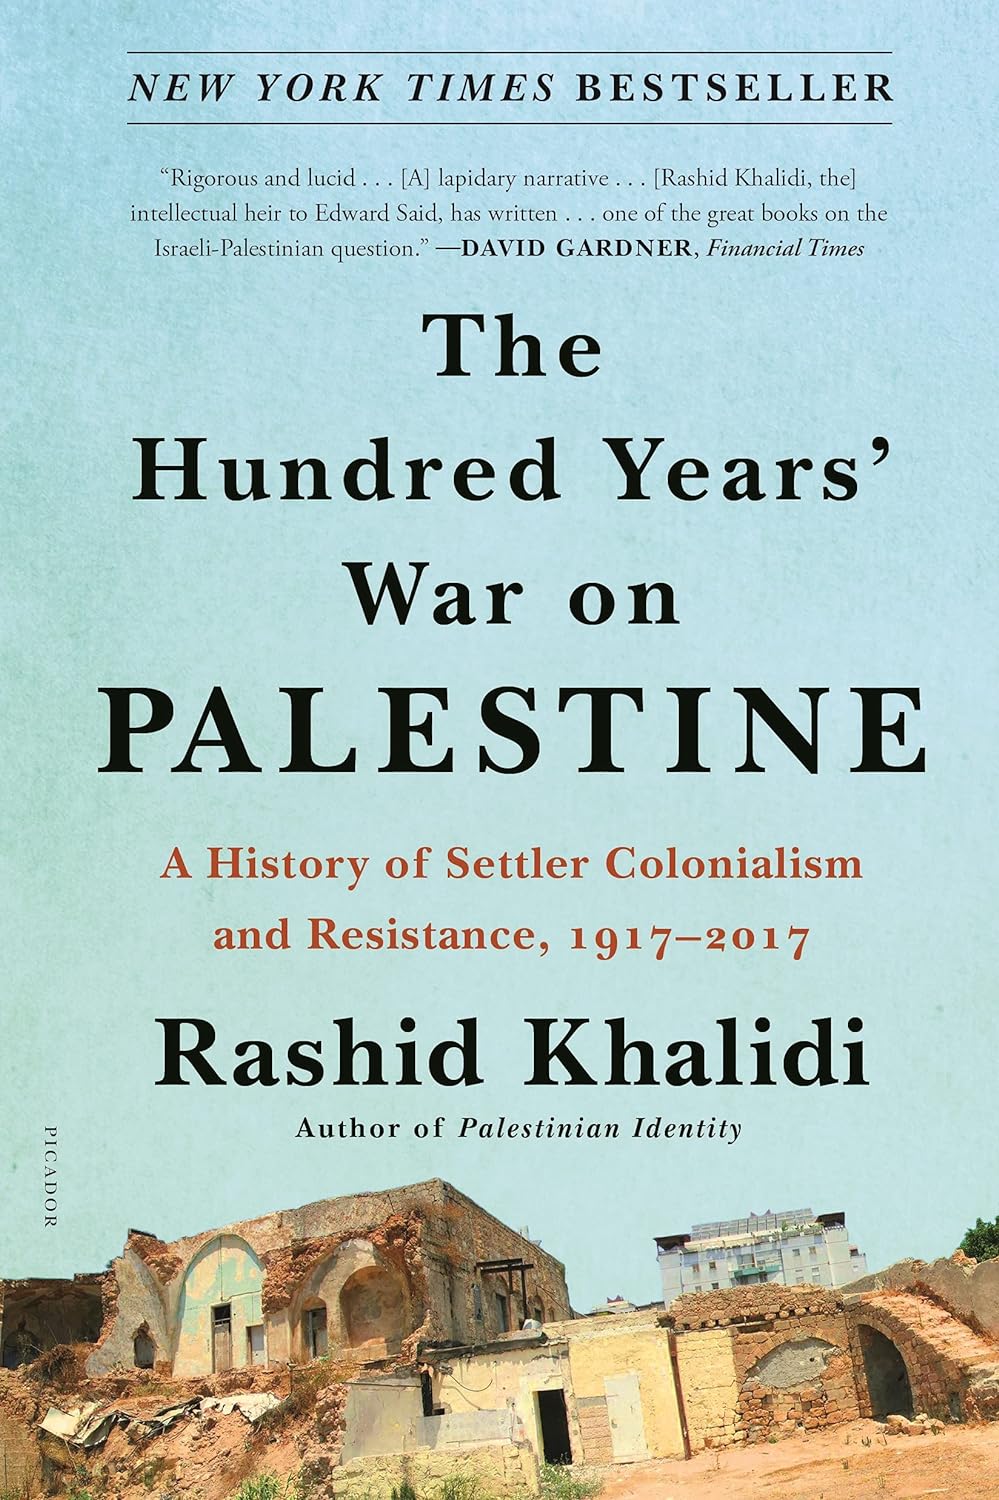 NEW YORK TIMES BESTSELLER
“Rigorous and lucid . . . [A] lapidary narrative . . . [Rashid Khalidi, the]
intellectual heir to Edward Said, has written . . . one of the great books on the
Israeli-Palestinian question.” —DAVID GARDNER, Financial Times
The
Hundred Years’
War on
PALESTINE
A History of Settler Colonialism
and Resistance, 1917–2017
Rashid Khalidi
Author of Palestinian Identity
PICADOR